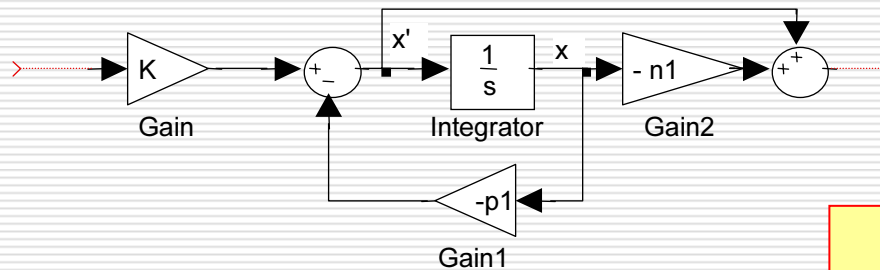 x'
x
K
+
−
1
s
- n1
+
+
Gain
Integrator
Gain2
-p1
Gain1